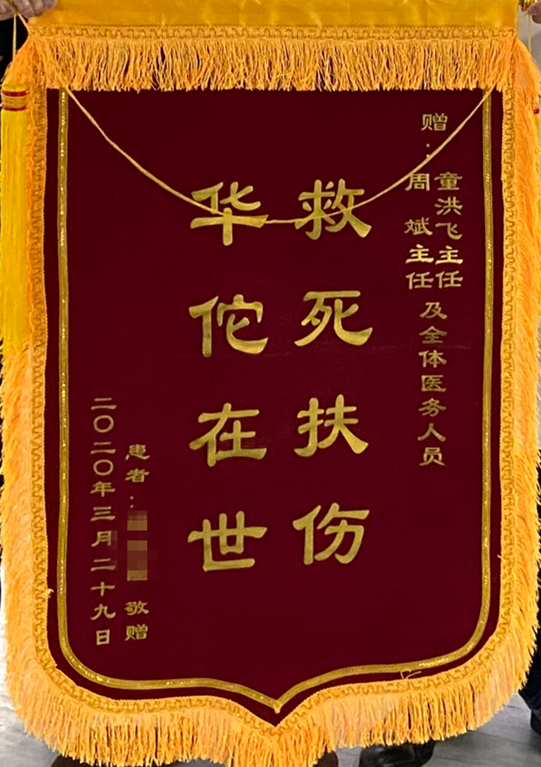 赠：
童洪飞主任
周斌主任
及全体医务人员
救死扶伤
华佗在世
患者：
敬赠
二〇二〇年三月二十九日